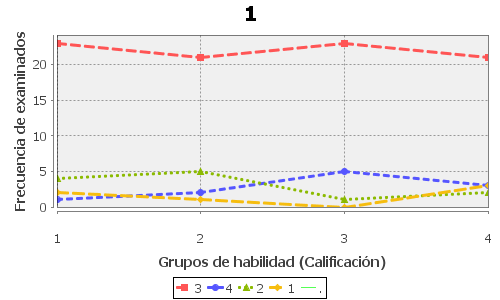 1
Frecuencia de examinados
20
15
10
5
0
1 2 3 4
Grupos de habilidad (Calificación)
3 4 2 1 .